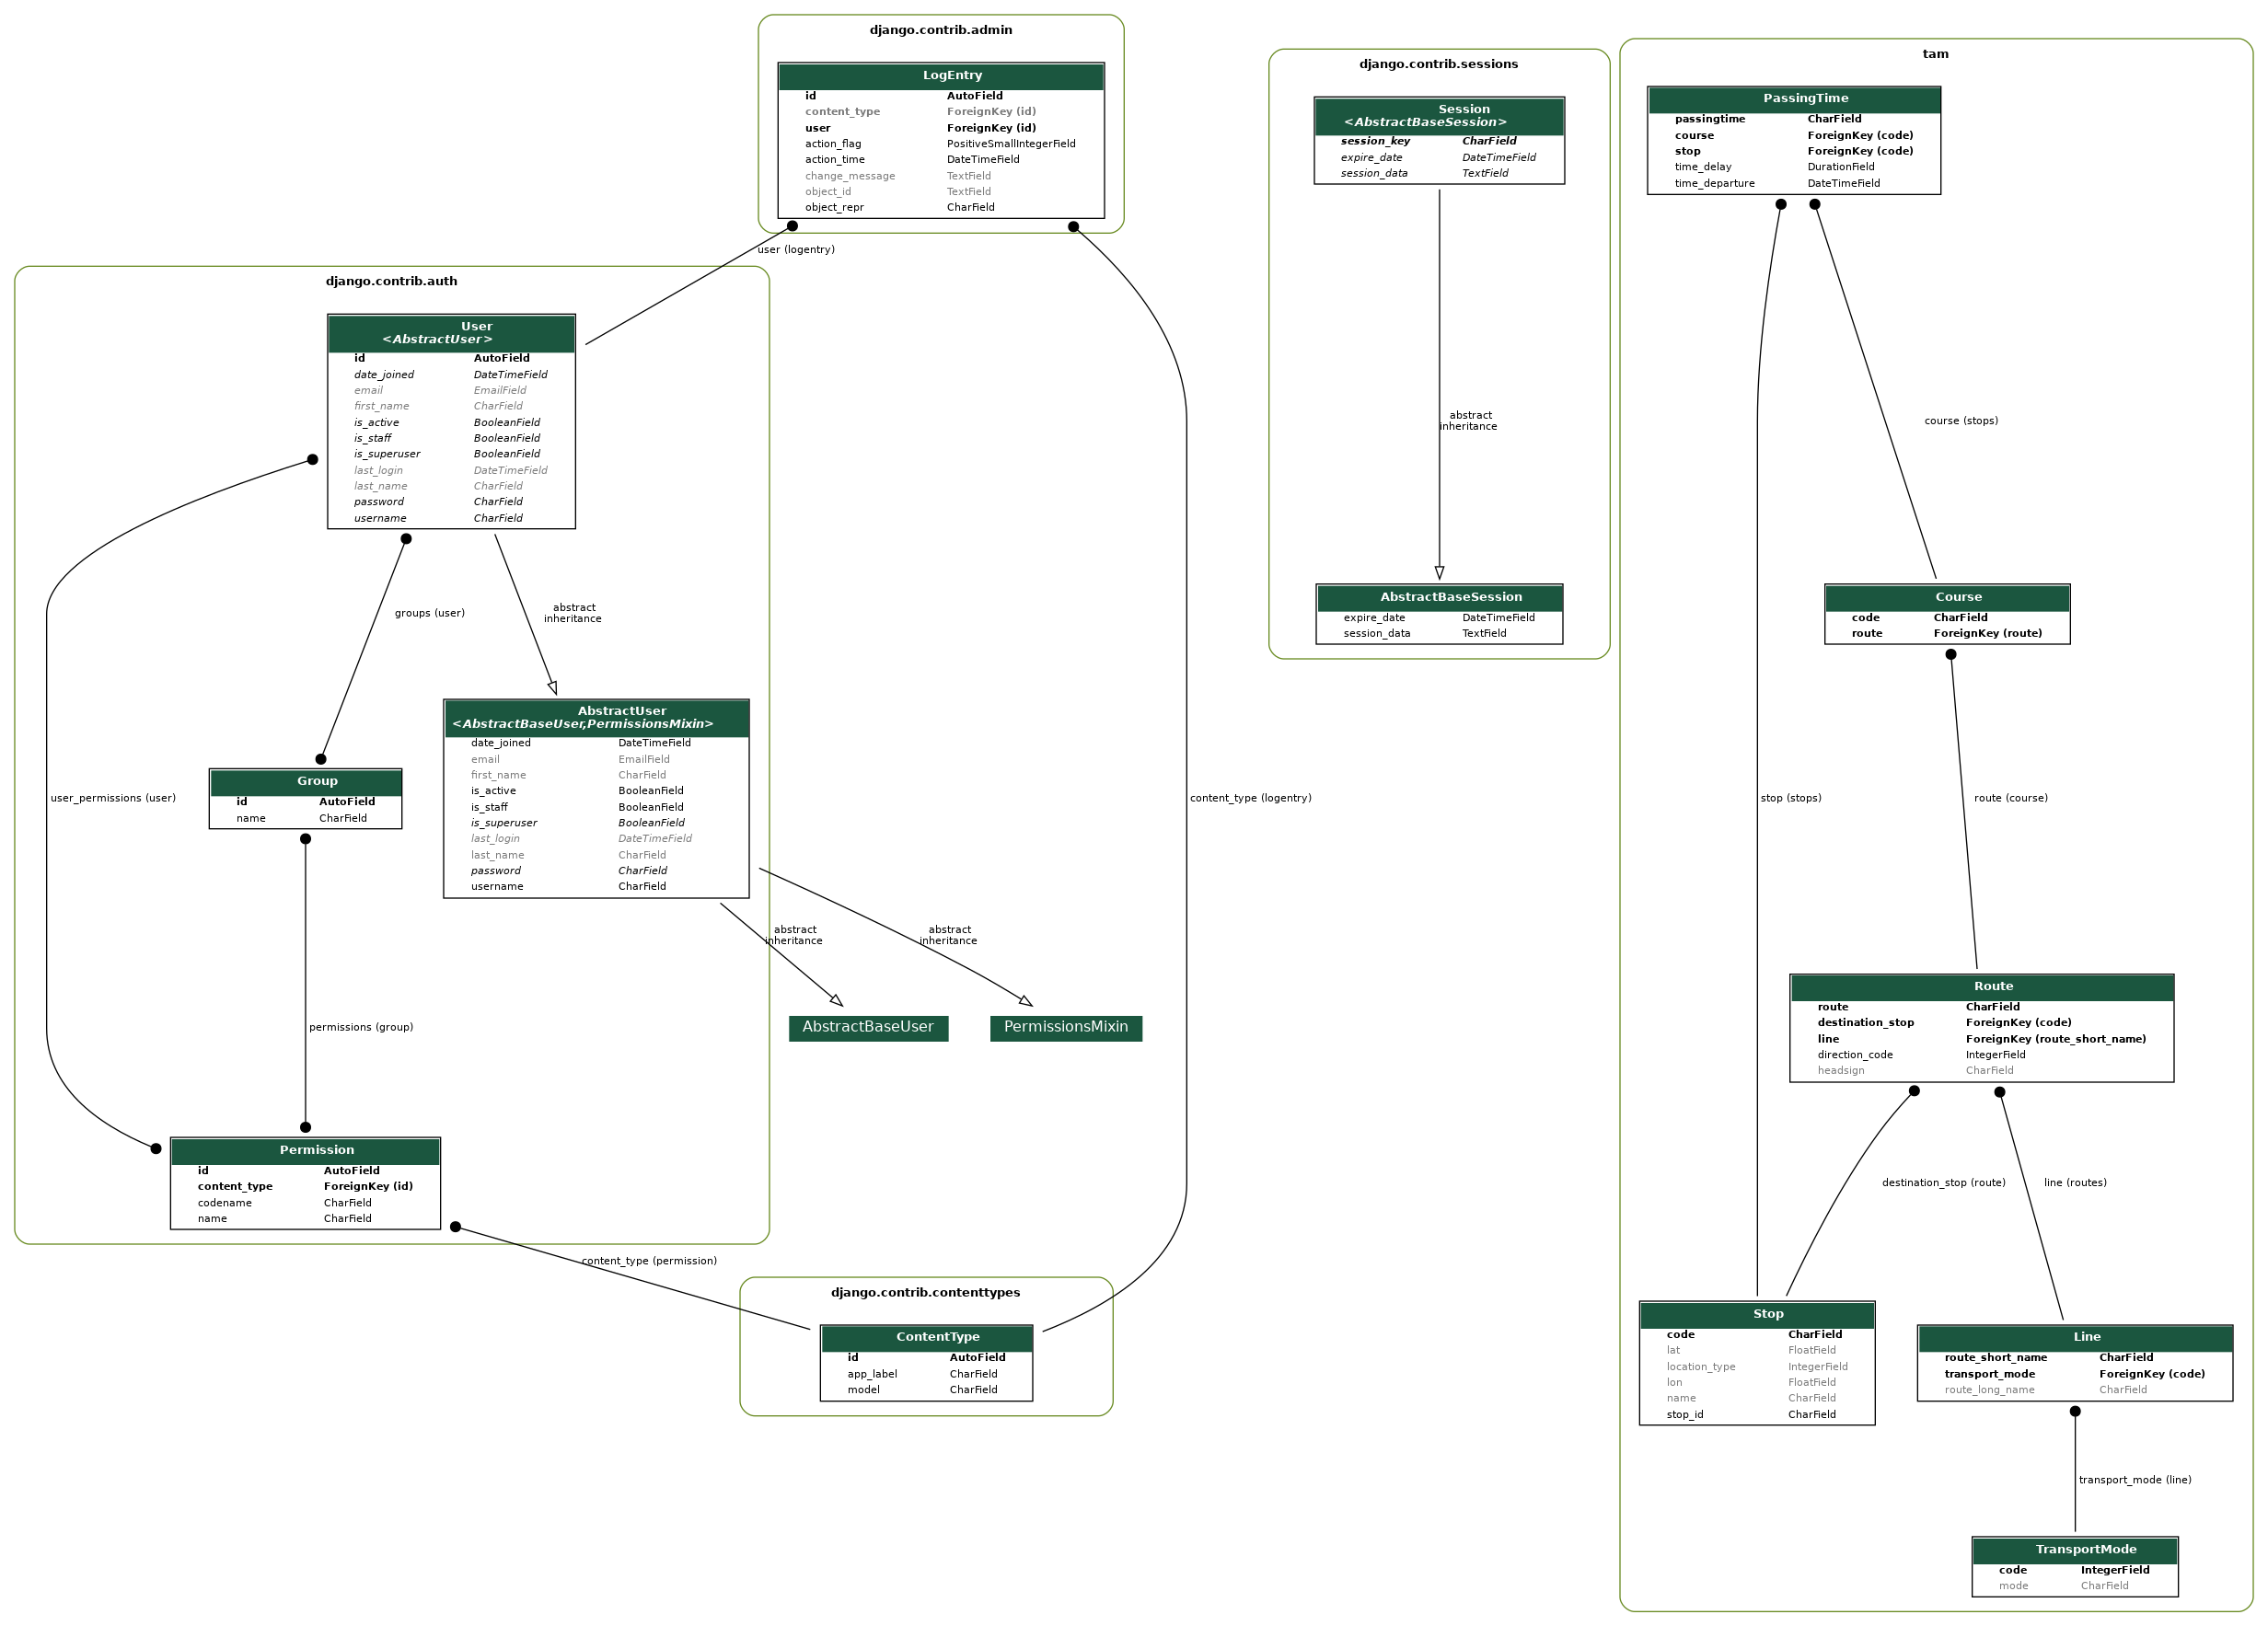 django.contrib.admin
LogEntry
id AutoField
content_type ForeignKey (id)
user ForeignKey (id)
action_flag PositiveSmallIntegerField
action_time DateTimeField
change_message TextField
object_id TextField
object_repr CharField
user (logentry)
django.contrib.auth
User
<AbstractUser>
id AutoField
date_joined DateTimeField
email EmailField
first_name CharField
is_active BooleanField
is_staff BooleanField
is_superuser BooleanField
last_login DateTimeField
last_name CharField
password CharField
username CharField
groups (user)
abstract
inheritance
AbstractUser
<AbstractBaseUser,PermissionsMixin>
date_joined DateTimeField
email EmailField
first_name CharField
is_active BooleanField
is_staff BooleanField
is_superuser BooleanField
last_login DateTimeField
last_name CharField
password CharField
username CharField
Group
id AutoField
name CharField
user_permissions (user)
abstract
inheritance
abstract
inheritance
AbstractBaseUser
PermissionsMixin
permissions (group)
Permission
id AutoField
content_type ForeignKey (id)
codename CharField
name CharField
content_type (permission)
content_type (logentry)
django.contrib.contenttypes
ContentType
id AutoField
app_label CharField
model CharField
django.contrib.sessions
Session
<AbstractBaseSession>
session_key CharField
expire_date DateTimeField
session_data TextField
abstract
inheritance
AbstractBaseSession
expire_date DateTimeField
session_data TextField
tam
PassingTime
passingtime CharField
course ForeignKey (code)
stop ForeignKey (code)
time_delay DurationField
time_departure DateTimeField
course (stops)
Course
code CharField
route ForeignKey (route)
stop (stops)
route (course)
Route
route CharField
destination_stop ForeignKey (code)
line ForeignKey (route_short_name)
direction_code IntegerField
headsign CharField
destination_stop (route)
line (routes)
Stop
code CharField
lat FloatField
location_type IntegerField
lon FloatField
name CharField
stop_id CharField
Line
route_short_name CharField
transport_mode ForeignKey (code)
route_long_name CharField
transport_mode (line)
TransportMode
code IntegerField
mode CharField